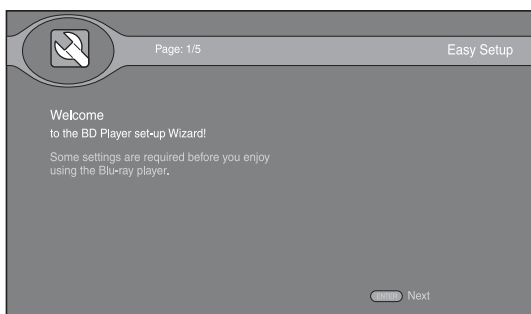 Page: 1/5
Easy Setup
Welcome
to the BD Player set-up Wizard!
Some settings are required before you enjoy
using the Blu-ray player.
ENTER Next